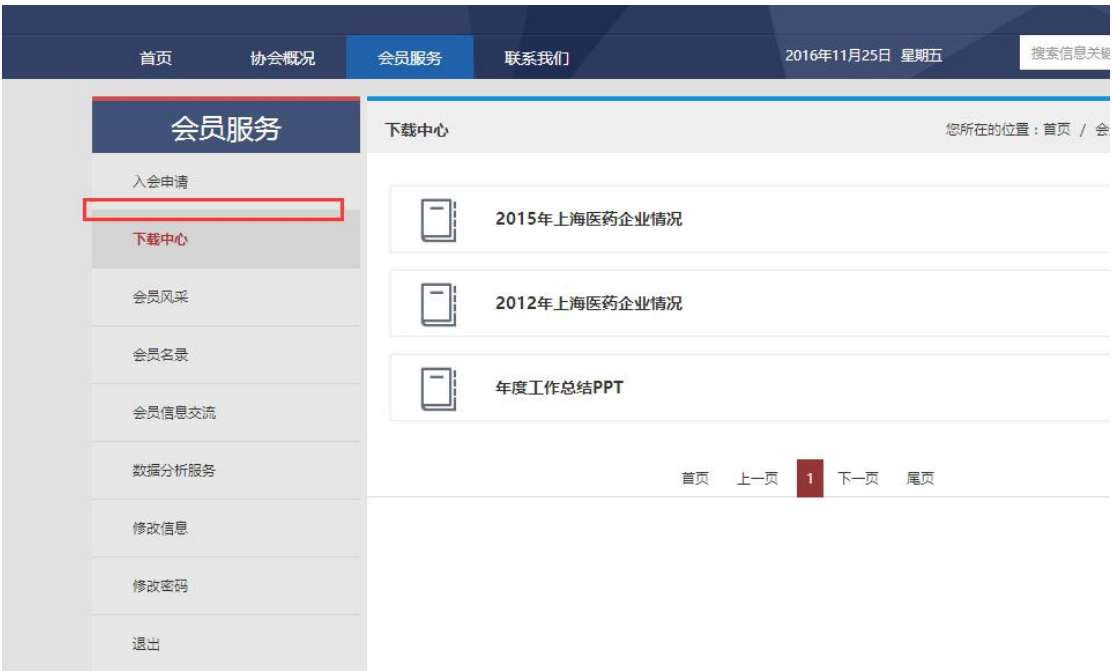 首页 协会概况 会员服务 联系我们 2016年11月25日 星期五 搜索信息关
会员服务
下载中心 您所在的位置：首页 / 会
入会申请
下载中心
会员风采
会员名录
会员信息交流
数据分析服务
修改信息
修改密码
退出
2015年上海医药企业情况
2012年上海医药企业情况
年度工作总结PPT
首页 上一页 1 下一页 尾页